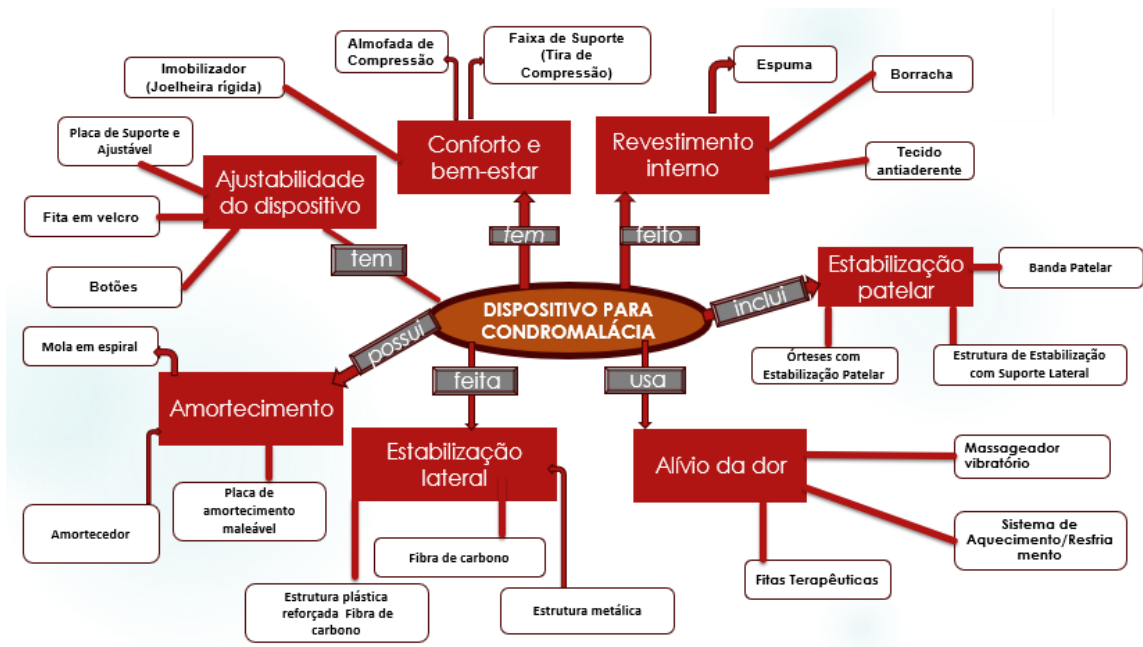 Almofada de
Compressão
Faixa de Suporte
(Tira de
Compressão)
Espuma
Borracha
Imobilizador
(Joelheira rígida)
Conforto e
bem-estar
Revestimento
interno
Placa de Suporte e
Ajustável
Tecido
antiaderente
Ajustabilidade
do dispositivo
Fita em velcro
Botões
tem
tem
feito
Estabilização
patelar
Banda Patelar
inclui
DISPOSITIVO PARA
CONDROMALÁCIA
possui
feita
usa
Mola em espiral
Órteses com
Estabilização Patelar
Estrutura de Estabilização
com Suporte Lateral
Amortecimento
Estabilização
lateral
Alívio da dor
Massageador
vibratório
Amortecedor
Placa de
amortecimento
maleável
Fibra de carbono
Sistema de
Aquecimento/Resfria
mento
Fitas Terapêuticas
Estrutura plástica
reforçada Fibra de
carbono
Estrutura metálica